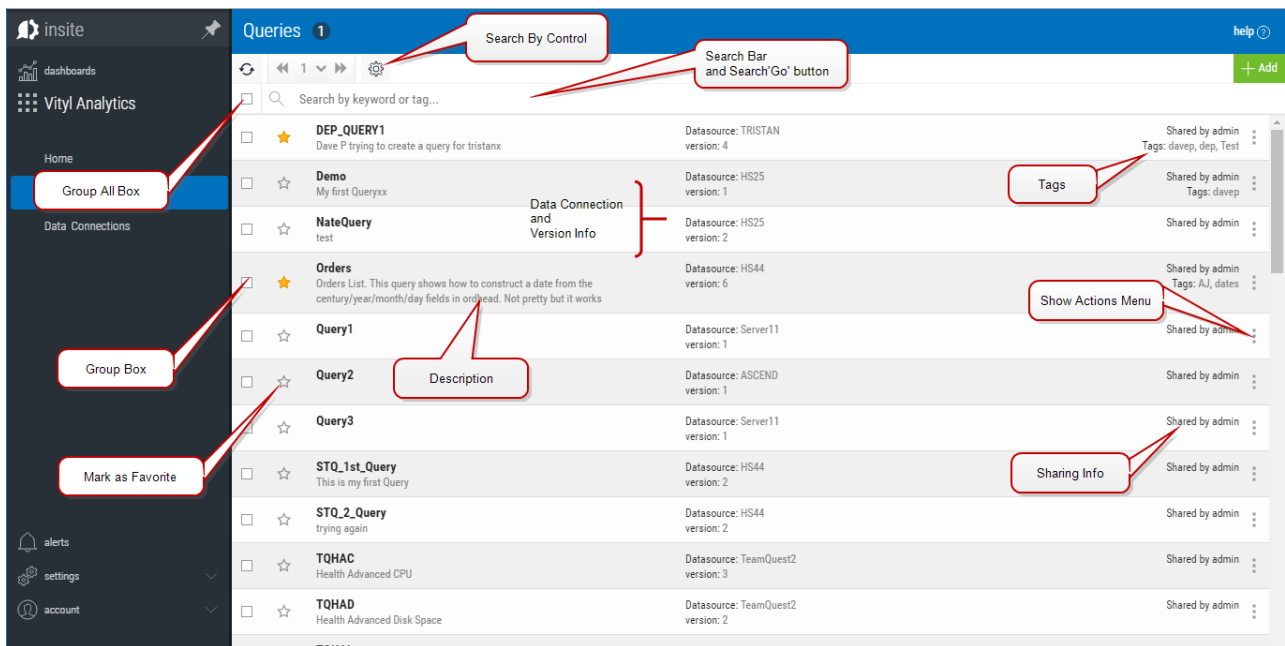 insite
Queries 1
help ?
Search By Control
dashboards
1
Search Bar
and Search'Go' button
+ Add
Vityl Analytics
Search by keyword or tag...
DEP_QUERY1
Dave P trying to create a query for tristanx
Datasource: TRISTAN
version: 4
Shared by admin
Tags: davep, dep, Test
Home
Group All Box
Demo
My first Queryxx
Datasource: HS25
version: 1
Tags
Shared by admin
Tags: davep
Data Connection
and
Version Info
Data Connections
NateQuery
test
Datasource: HS25
version: 2
Shared by admin
Orders
Orders List. This query shows how to construct a date from the
century/year/month/day fields in ordhead. Not pretty but it works
Datasource: HS44
version: 6
Shared by admin
Tags: AJ, dates
Show Actions Menu
Query1
Datasource: Server11
version: 1
Shared by admin
Group Box
Query2
Description
Datasource: ASCEND
version: 1
Shared by admin
Query3
Datasource: Server11
version: 1
Shared by admin
Mark as Favorite
STQ_1st_Query
This is my first Query
Datasource: HS44
version: 2
Sharing Info
Shared by admin
STQ_2_Query
trying again
Datasource: HS44
version: 2
Shared by admin
alerts
TQHAC
Health Advanced CPU
Datasource: TeamQuest2
version: 3
Shared by admin
settings
account
TQHAD
Health Advanced Disk Space
Datasource: TeamQuest2
version: 2
Shared by admin